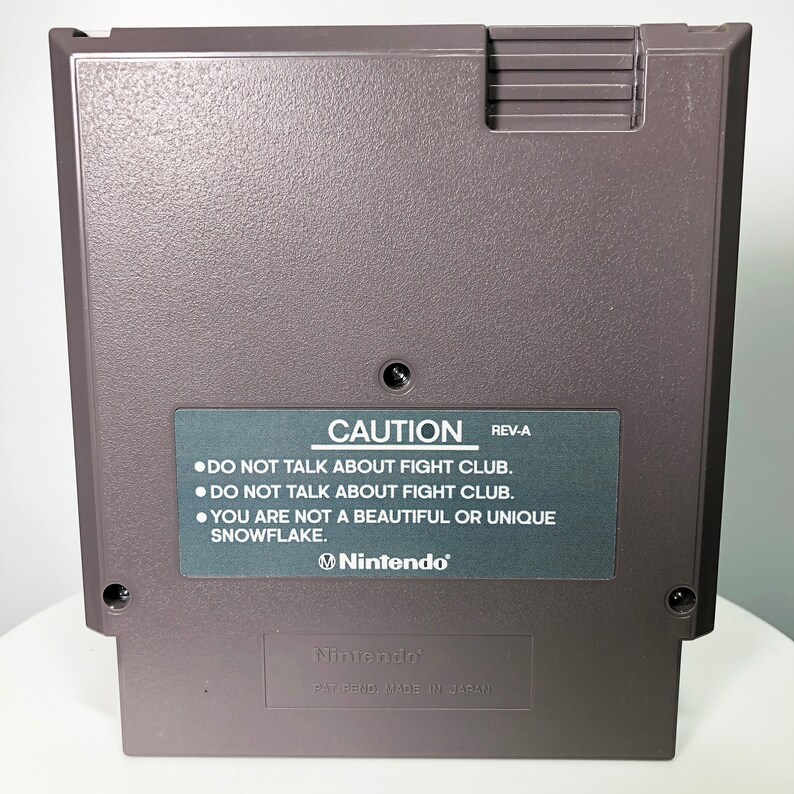 CAUTION REV-A
●DO NOT TALK ABOUT FIGHT CLUB.
●DO NOT TALK ABOUT FIGHT CLUB.
●YOU ARE NOT A BEAUTIFUL OR UNIQUE
SNOWFLAKE.
Ⓜ Nintendo®
Nintendo®
PAT. PEND. MADE IN JAPAN